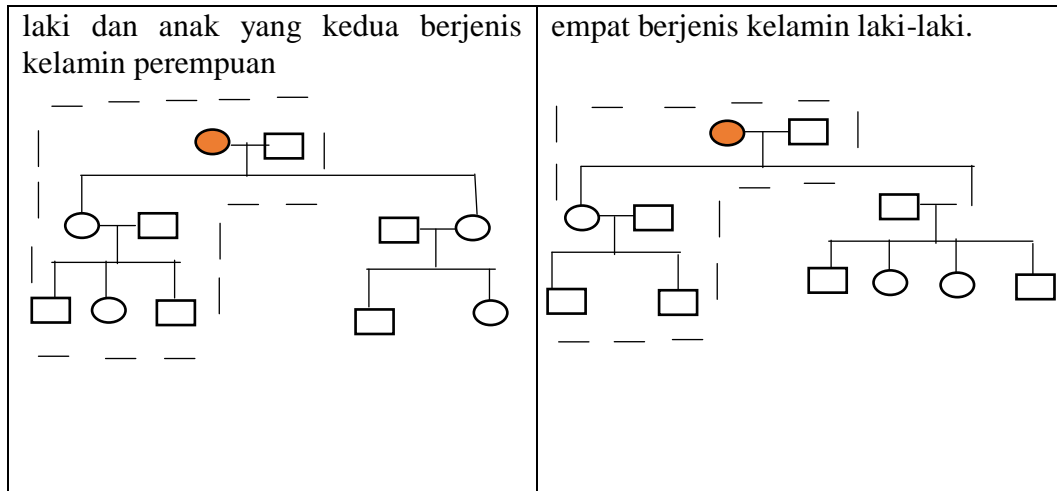 laki dan anak yang kedua berjenis
kelamin perempuan
empat berjenis kelamin laki-laki.